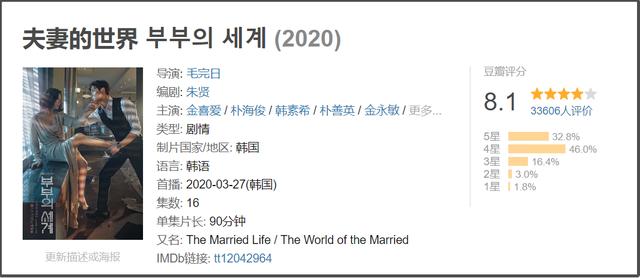 夫妻的世界 부부의 세계 (2020)
부부의 세계
更新描述或海报
导演: 毛完日
编剧: 朱贤
主演: 金喜爱 / 朴海俊 / 韩素希 / 朴善英 / 金永敏 / 更多...
类型: 剧情
制片国家/地区: 韩国
语言: 韩语
首播: 2020-03-27(韩国)
集数: 16
单集片长: 90分钟
又名: The Married Life / The World of the Married
IMDb链接: tt12042964
豆瓣评分
8.1
33606人评价
5星 32.8%
4星 46.0%
3星 16.4%
2星 3.0%
1星 1.8%